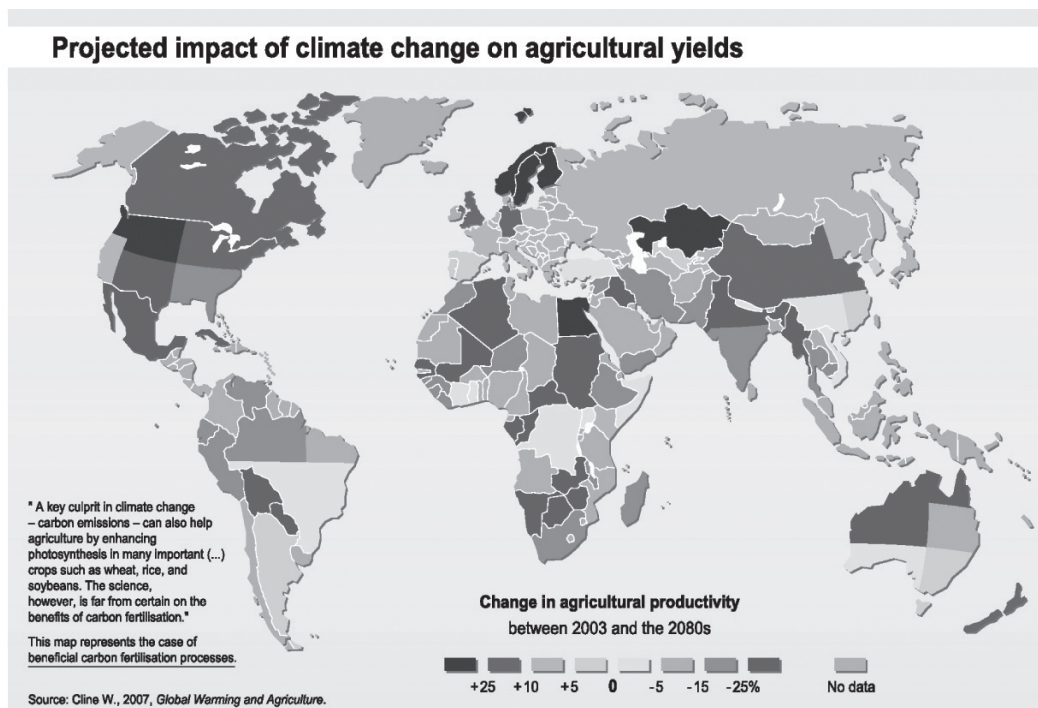 Projected impact of climate change on agricultural yields
" A key culprit in climate change
– carbon emissions – can also help
agriculture by enhancing
photosynthesis in many important (...)
crops such as wheat, rice, and
soybeans. The science,
however, is far from certain on the
benefits of carbon fertilisation."
This map represents the case of
beneficial carbon fertilisation processes.
Source: Cline W., 2007, Global Warming and Agriculture.
Change in agricultural productivity
between 2003 and the 2080s
+25 +10 +5 0 -5 -15 -25% No data